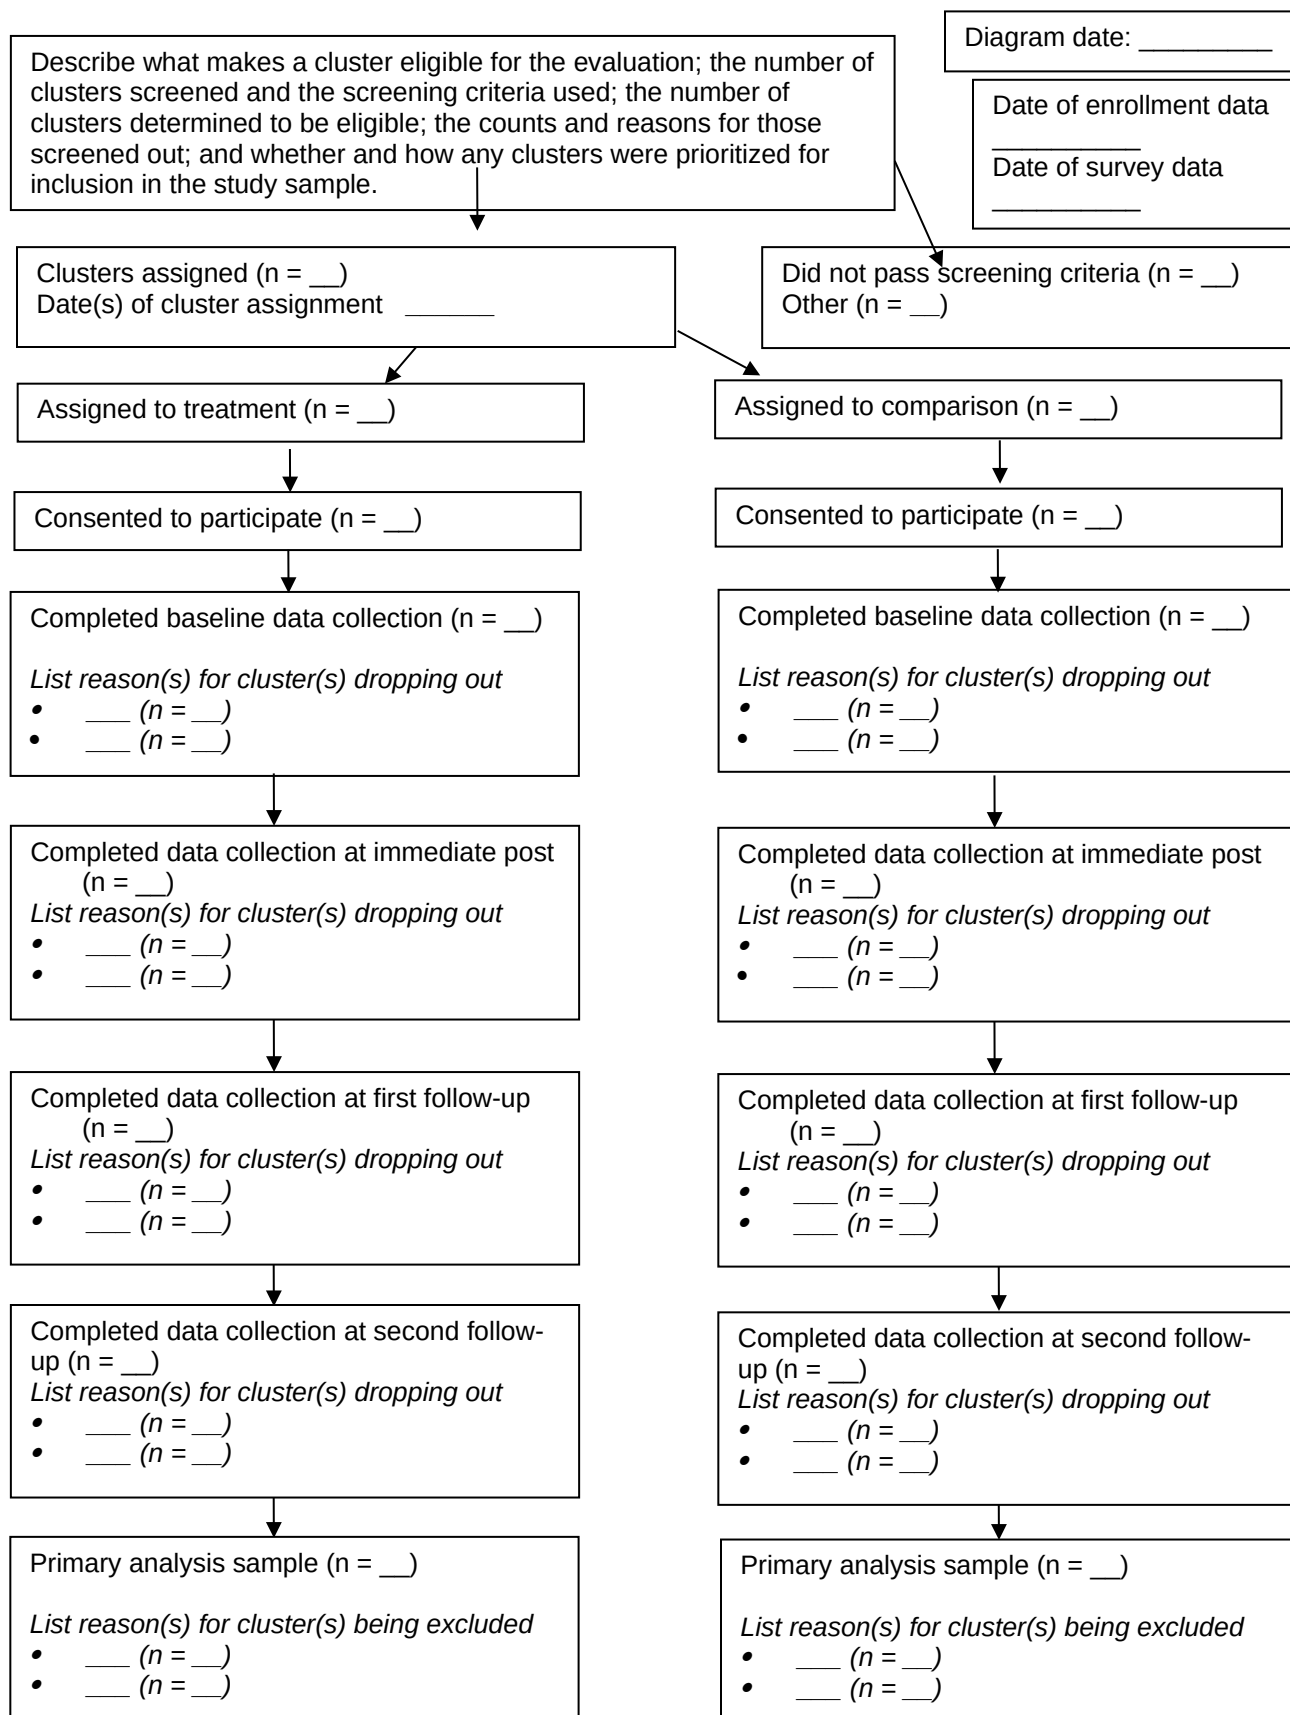 Diagram date: _________
Describe what makes a cluster eligible for the evaluation; the number of
clusters screened and the screening criteria used; the number of
clusters determined to be eligible; the counts and reasons for those
screened out; and whether and how any clusters were prioritized for
inclusion in the study sample.
Date of enrollment data
__________
Date of survey data
__________
Clusters assigned (n = __)
Date(s) of cluster assignment ______
Did not pass screening criteria (n = __)
Other (n = __)
Assigned to treatment (n = __)
Assigned to comparison (n = __)
Consented to participate (n = __)
Consented to participate (n = __)
Completed baseline data collection (n = __)
List reason(s) for cluster(s) dropping out
• ___ (n = __)
• ___ (n = __)
Completed baseline data collection (n = __)
List reason(s) for cluster(s) dropping out
• ___ (n = __)
• ___ (n = __)
Completed data collection at immediate post
(n = __)
List reason(s) for cluster(s) dropping out
• ___ (n = __)
• ___ (n = __)
Completed data collection at immediate post
(n = __)
List reason(s) for cluster(s) dropping out
• ___ (n = __)
• ___ (n = __)
Completed data collection at first follow-up
(n = __)
List reason(s) for cluster(s) dropping out
• ___ (n = __)
• ___ (n = __)
Completed data collection at first follow-up
(n = __)
List reason(s) for cluster(s) dropping out
• ___ (n = __)
• ___ (n = __)
Completed data collection at second follow-
up (n = __)
List reason(s) for cluster(s) dropping out
• ___ (n = __)
• ___ (n = __)
Completed data collection at second follow-
up (n = __)
List reason(s) for cluster(s) dropping out
• ___ (n = __)
• ___ (n = __)
Primary analysis sample (n = __)
List reason(s) for cluster(s) being excluded
• ___ (n = __)
• ___ (n = __)
Primary analysis sample (n = __)
List reason(s) for cluster(s) being excluded
• ___ (n = __)
• ___ (n = __)